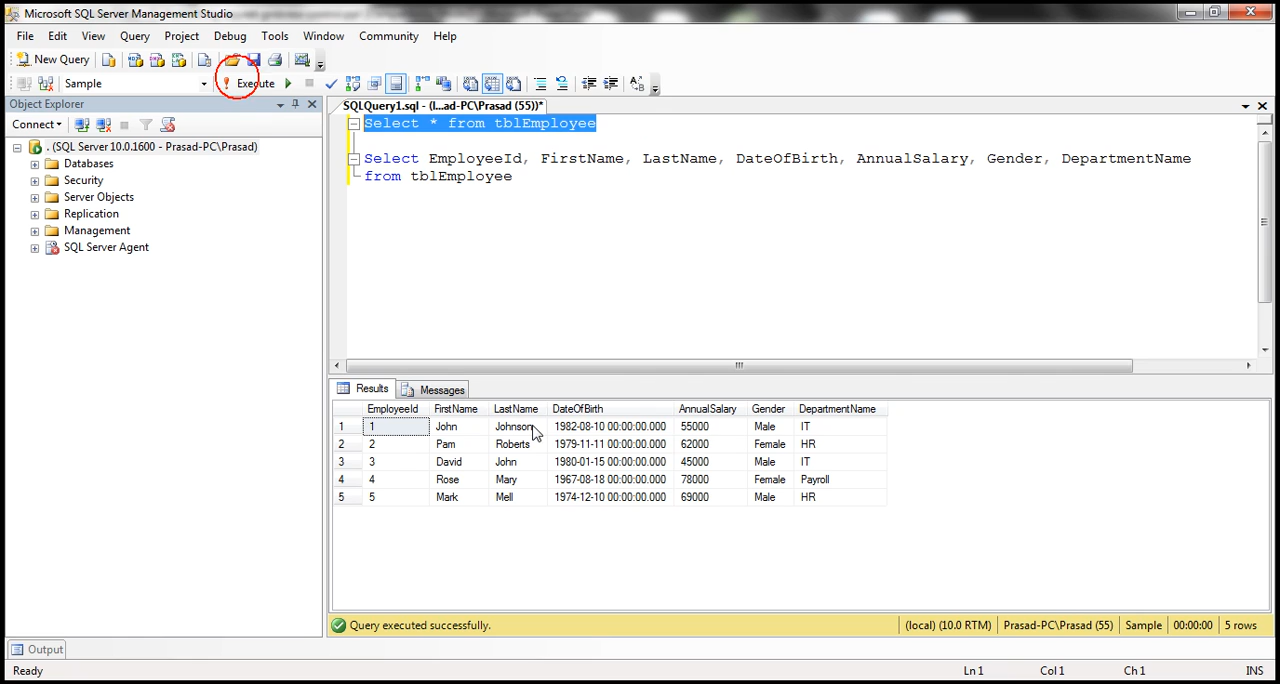 Microsoft SQL Server Management Studio
File Edit View Query Project Debug Tools Window Community Help
New Query
Sample Execute
Object Explorer
SQLQuery1.sql - (l...ad-PC\Prasad (55))*
Connect
Select * from tblEmployee
. (SQL Server 10.0.1600 - Prasad-PC\Prasad)
Databases
Select EmployeeId, FirstName, LastName, DateOfBirth, AnnualSalary, Gender, DepartmentName
from tblEmployee
Security
Server Objects
Replication
Management
SQL Server Agent
Results Messages
EmployeeId FirstName LastName DateOfBirth AnnualSalary Gender DepartmentName
1 1 John Johnson 1982-08-10 00:00:00.000 55000 Male IT
2 2 Pam Roberts 1979-11-11 00:00:00.000 62000 Female HR
3 3 David John 1980-01-15 00:00:00.000 45000 Male IT
4 4 Rose Mary 1967-08-18 00:00:00.000 78000 Female Payroll
5 5 Mark Mell 1974-12-10 00:00:00.000 69000 Male HR
Query executed successfully. (local) (10.0 RTM) Prasad-PC\Prasad (55) Sample 00:00:00 5 rows
Output
Ready Ln 1 Col 1 Ch 1 INS